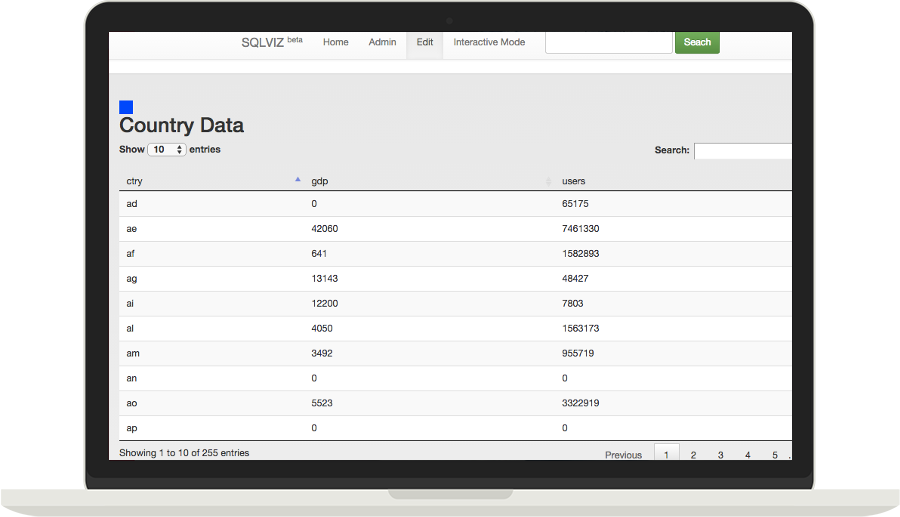 SQLVIZ beta Home Admin Edit Interactive Mode Seach
Country Data
Show 10 entries Search:
ctry gdp users
ad 0 65175
ae 42060 7461330
af 641 1582893
ag 13143 48427
ai 12200 7803
al 4050 1563173
am 3492 955719
an 0 0
ao 5523 3322919
ap 0 0
Showing 1 to 10 of 255 entries Previous 1 2 3 4 5 .